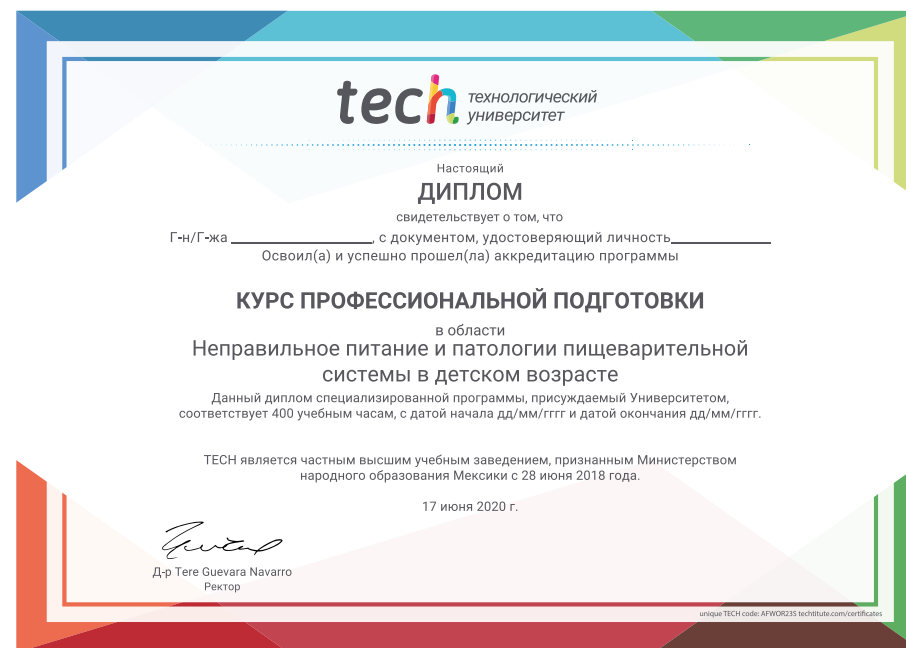 tech технологический
университет
Настоящий
ДИПЛОМ
свидетельствует о том, что
Г-н/Г-жа ____________________, с документом, удостоверяющий личность______________
Освоил(а) и успешно прошел(ла) аккредитацию программы
КУРС ПРОФЕССИОНАЛЬНОЙ ПОДГОТОВКИ
в области
Неправильное питание и патологии пищеварительной
системы в детском возрасте
Данный диплом специализированной программы, присуждаемый Университетом,
соответствует 400 учебным часам, с датой начала дд/мм/гггг и датой окончания дд/мм/гггг.
TECH является частным высшим учебным заведением, признанным Министерством
народного образования Мексики с 28 июня 2018 года.
17 июня 2020 г.
Д-р Tere Guevara Navarro
Ректор
unique TECH code: AFWOR23S techtitute.com/certificates